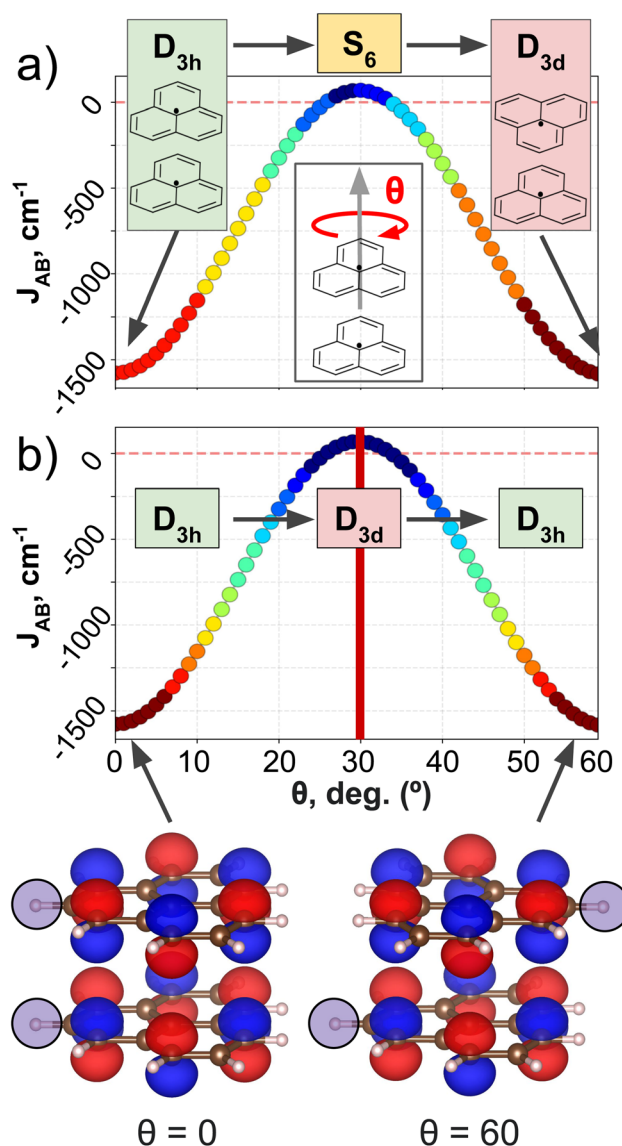 a)
D3h
S6
D3d
JAB, cm-1
0
-500
-1000
-1500
θ
b)
JAB, cm-1
0
-500
-1000
-1500
D3h
D3d
D3h
0
10
20
30
40
50
60
θ, deg. (º)
θ = 0
θ = 60